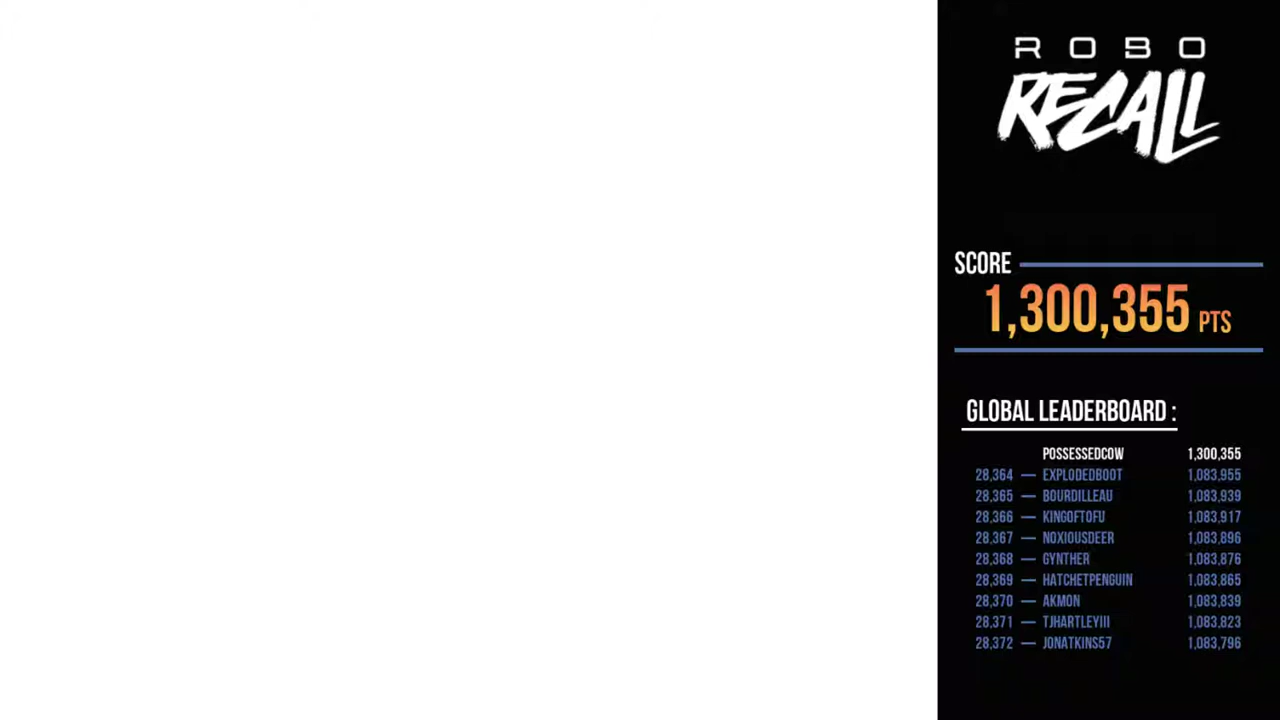 ROBO
RECALL
SCORE
1,300,355 PTS
GLOBAL LEADERBOARD :
POSSESSEDCOW 1,300,355
28,364 — EXPLODEDBOOT 1,083,955
28,365 — BOURDILLEAU 1,083,939
28,366 — KINGOFTOFU 1,083,917
28,367 — NOXIOUSDEER 1,083,896
28,368 — GYNTHER 1,083,876
28,369 — HATCHETPENGUIN 1,083,865
28,370 — AKMON 1,083,839
28,371 — TJHARTLEYIII 1,083,823
28,372 — JONATKINS57 1,083,796